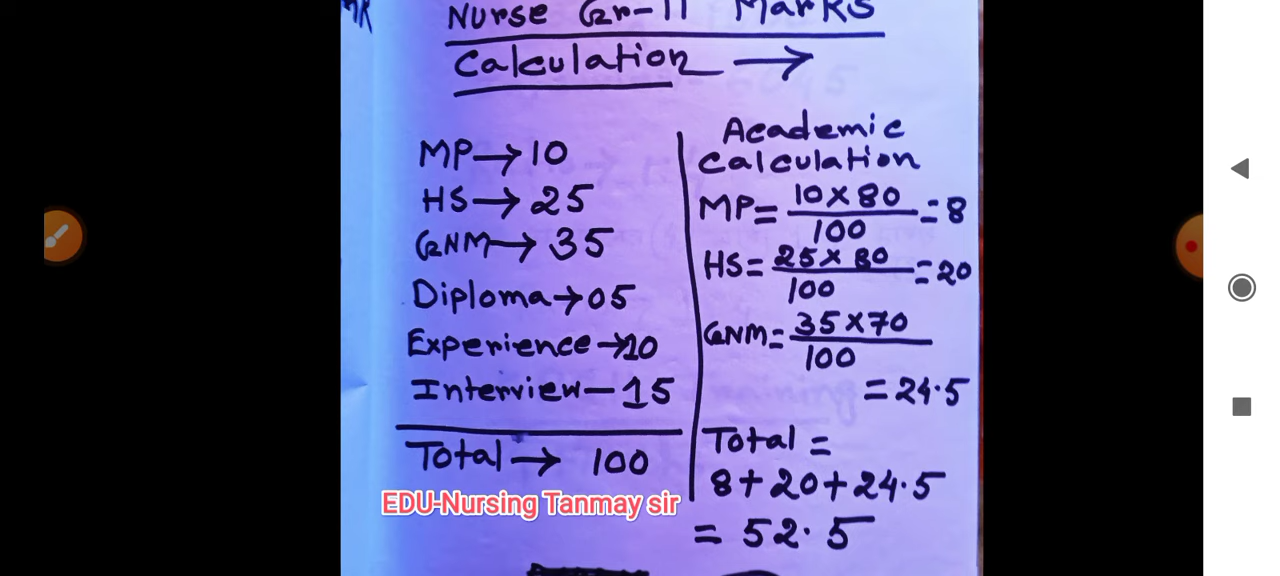 Nurse Gr-II Marks
Calculation →
MP→10
HS→25
GNM→35
Diploma→05
Experience→10
Interview—15
Total→ 100
EDU-Nursing Tanmay sir
Academic
Calculation
MP= 10×80/100 =8
HS= 25×80/100 =20
GNM= 35×70/100
= 24.5
Total =
8+20+24.5
= 52.5